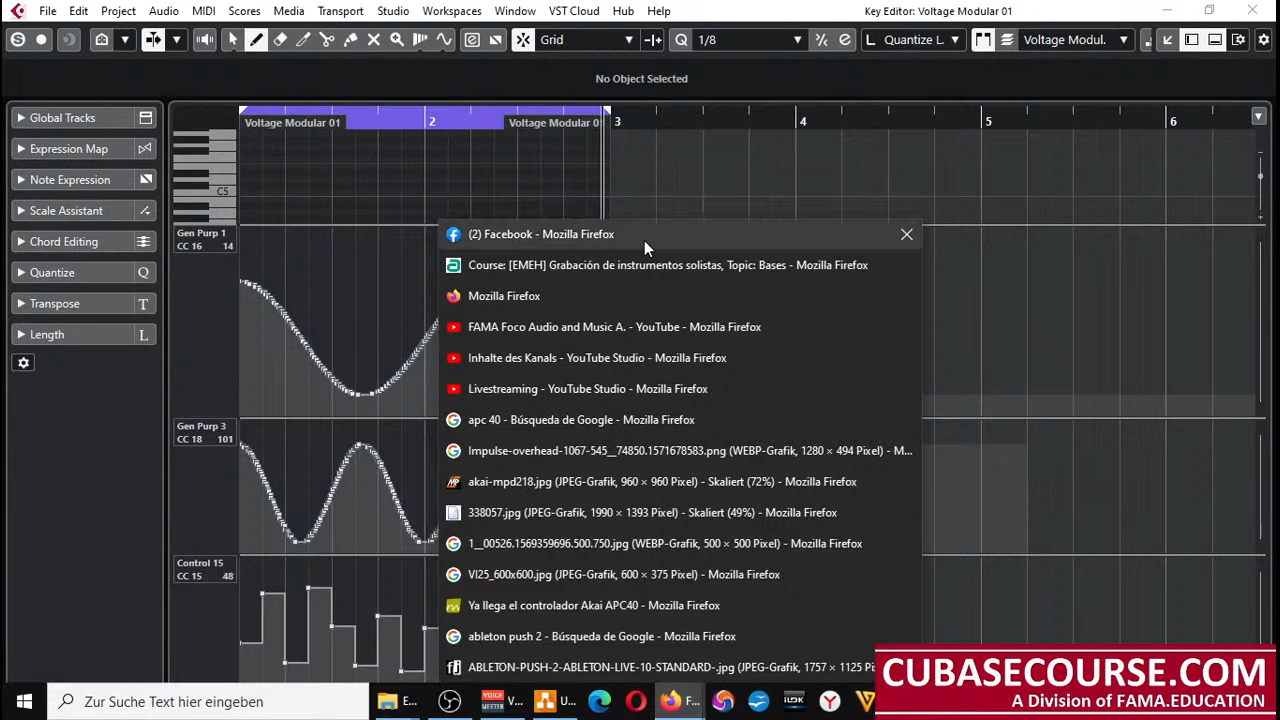 File Edit Project Audio MIDI Scores Media Transport Studio Workspaces Window VST Cloud Hub Help Key Editor: Voltage Modular 01
Grid Q 1/8 L Quantize L. Voltage Modul.
No Object Selected
Global Tracks
Expression Map
Note Expression
Scale Assistant
Chord Editing
Quantize Q
Transpose T
Length L
2 3 4 5 6
Voltage Modular 01 Voltage Modular 0
C5
Gen Purp 1
CC 16 14
Gen Purp 3
CC 18 101
Control 15
CC 15 48
(2) Facebook - Mozilla Firefox
Course: [EMEH] Grabación de instrumentos solistas, Topic: Bases - Mozilla Firefox
Mozilla Firefox
FAMA Foco Audio and Music A. - YouTube - Mozilla Firefox
Inhalte des Kanals - YouTube Studio - Mozilla Firefox
Livestreaming - YouTube Studio - Mozilla Firefox
apc 40 - Búsqueda de Google - Mozilla Firefox
Impulse-overhead-1067-545__74850.1571678583.png (WEBP-Grafik, 1280 × 494 Pixel) - M...
akai-mpd218.jpg (JPEG-Grafik, 960 × 960 Pixel) - Skaliert (72%) - Mozilla Firefox
338057.jpg (JPEG-Grafik, 1990 × 1393 Pixel) - Skaliert (49%) - Mozilla Firefox
1__00526.1569359696.500.750.jpg (WEBP-Grafik, 500 × 500 Pixel) - Mozilla Firefox
VI25_600x600.jpg (JPEG-Grafik, 600 × 375 Pixel) - Mozilla Firefox
Ya llega el controlador Akai APC40 - Mozilla Firefox
ableton push 2 - Búsqueda de Google - Mozilla Firefox
ABLETON-PUSH-2-ABLETON-LIVE-10-STANDARD-.jpg (JPEG-Grafik, 1757 × 1125 Pix
CUBASECOURSE.COM
A Division of FAMA.EDUCATION
Zur Suche Text hier eingeben E... VOICE MEETER V... U... F...